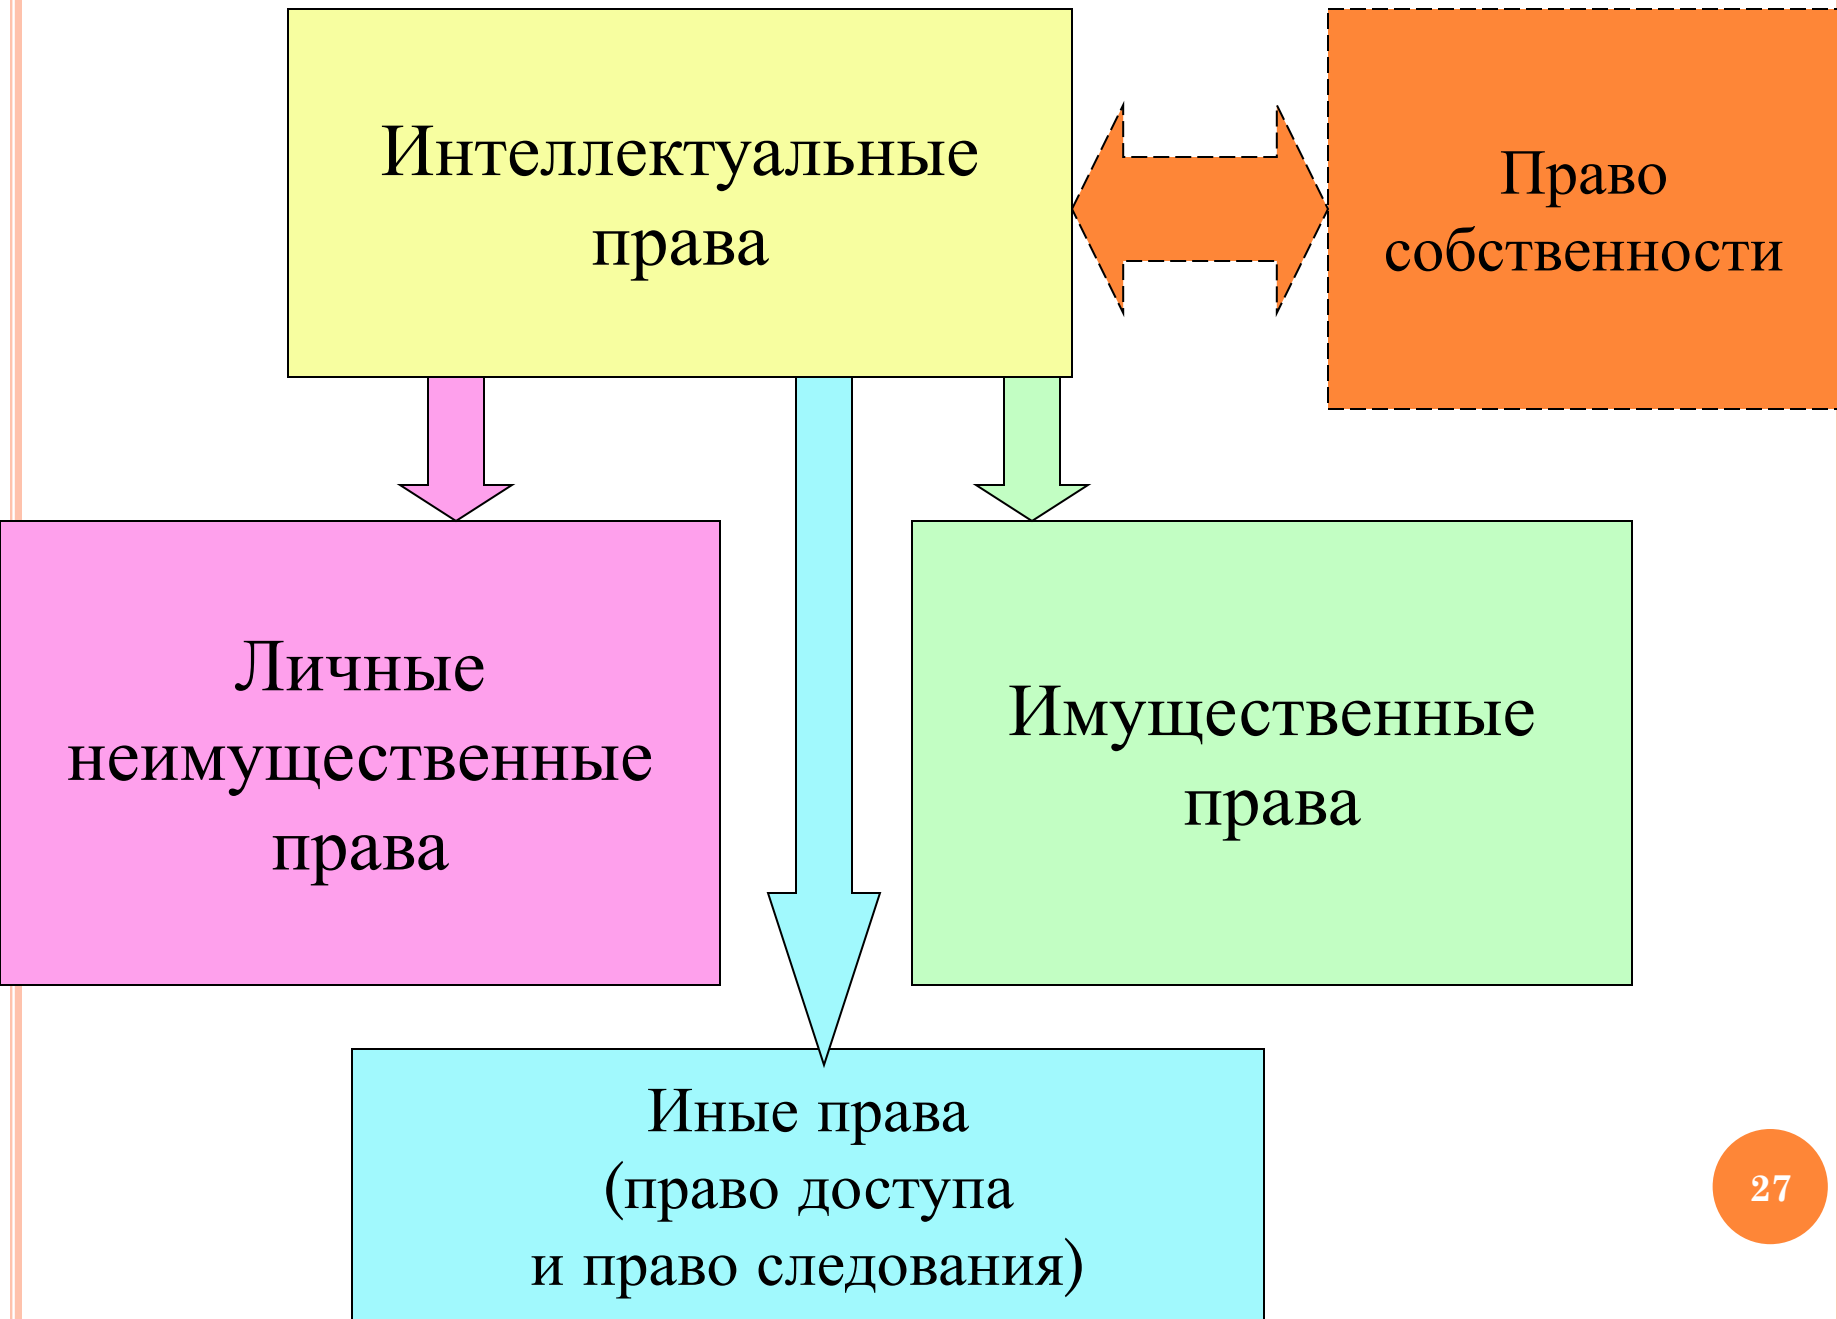 Интеллектуальные
права
Право
собственности
Личные
неимущественные
права
Имущественные
права
Иные права
(право доступа
и право следования)
27